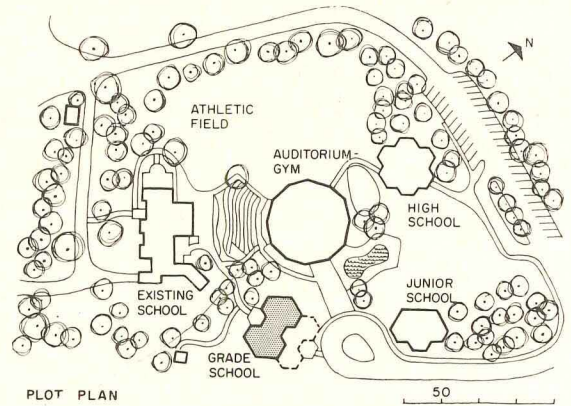 N
ATHLETIC
FIELD
AUDITORIUM-
GYM
HIGH
SCHOOL
EXISTING
SCHOOL
JUNIOR
SCHOOL
GRADE
SCHOOL
PLOT PLAN
50